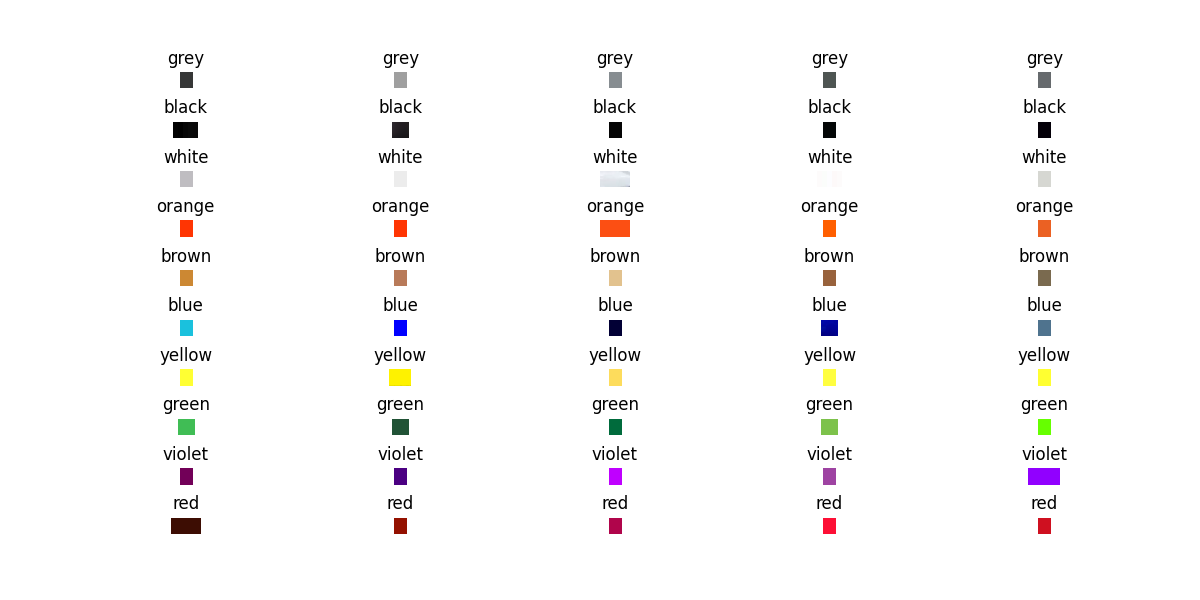 grey grey grey grey grey
black black black black black
white white white white white
orange orange orange orange orange
brown brown brown brown brown
blue blue blue blue blue
yellow yellow yellow yellow yellow
green green green green green
violet violet violet violet violet
red red red red red